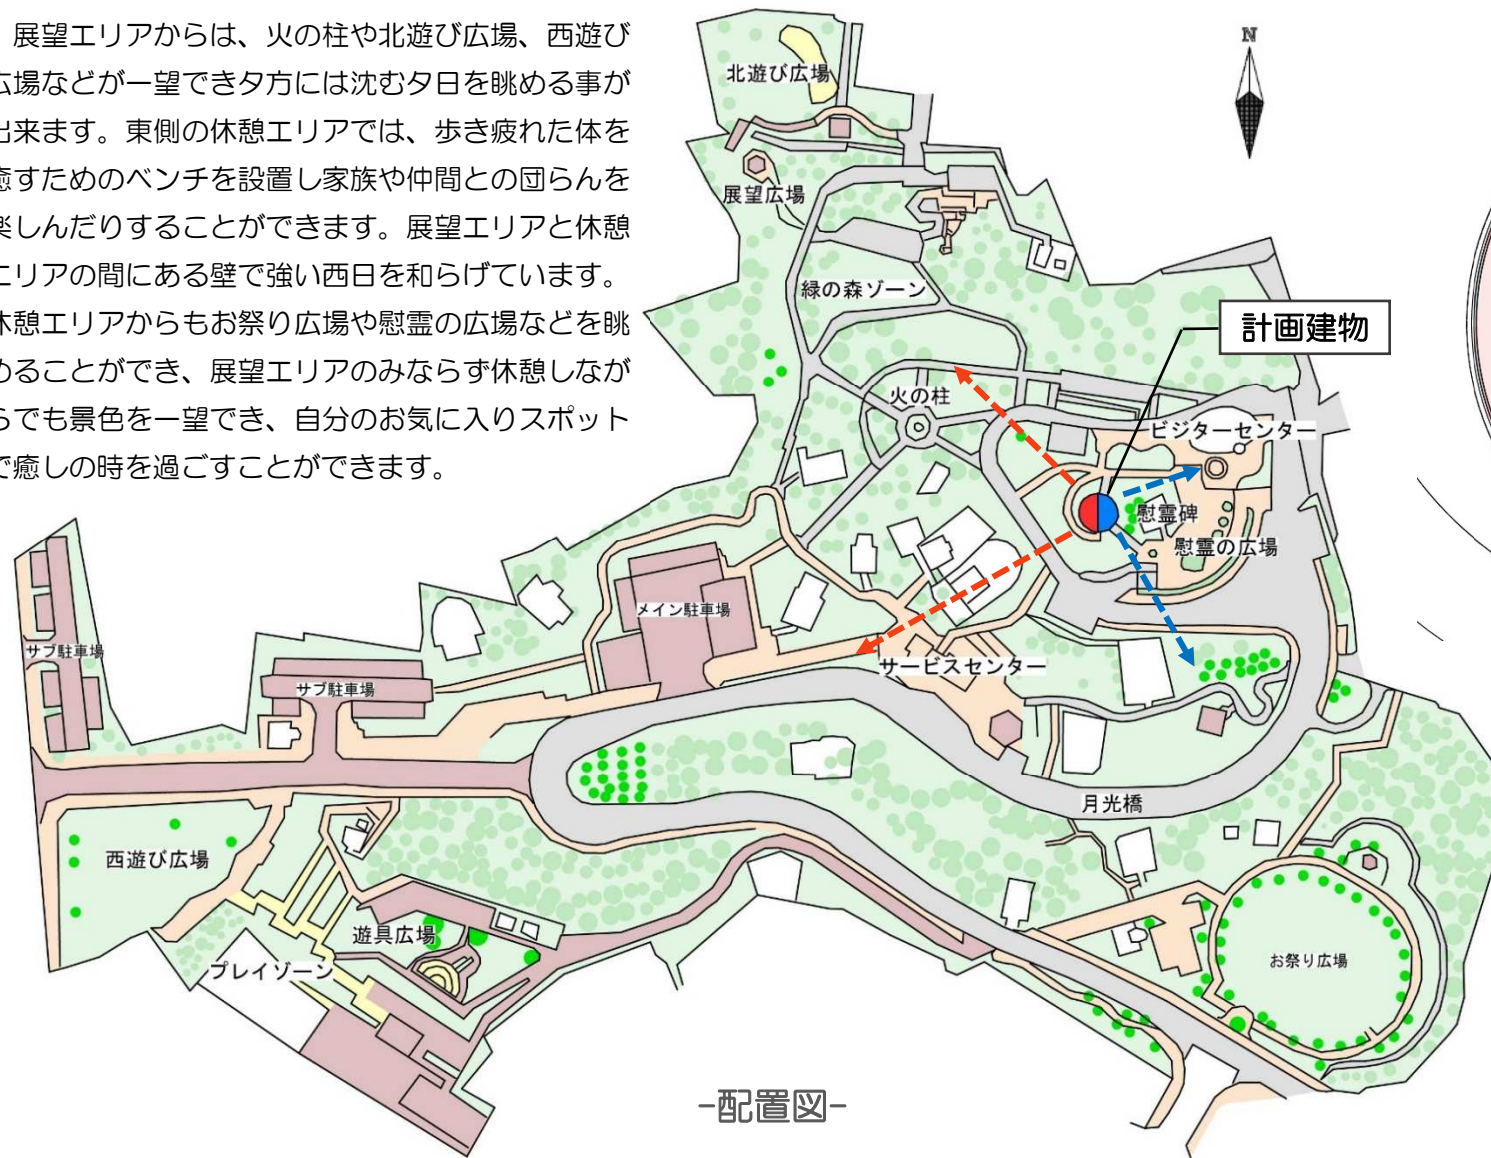 展望エリアからは、火の柱や北遊び広場、西遊び
広場などが一望でき夕方には沈む夕日を眺める事が
出来ます。東側の休憩エリアでは、歩き疲れた体を
癒すためのベンチを設置し家族や仲間との団らんを
楽しんだりすることができます。展望エリアと休憩
エリアの間にある壁で強い西日を和らげています。
休憩エリアからもお祭り広場や慰霊の広場などを眺
めることができ、展望エリアのみならず休憩しなが
らでも景色を一望でき、自分のお気に入りスポット
で癒しの時を過ごすことができます。
N
北遊び広場
展望広場
緑の森ゾーン
計画建物
火の柱
ビジターセンター
慰霊碑
慰霊の広場
メイン駐車場
サブ駐車場
サービスセンター
サブ駐車場
月光橋
西遊び広場
遊具広場
プレイゾーン
お祭り広場
-配置図-